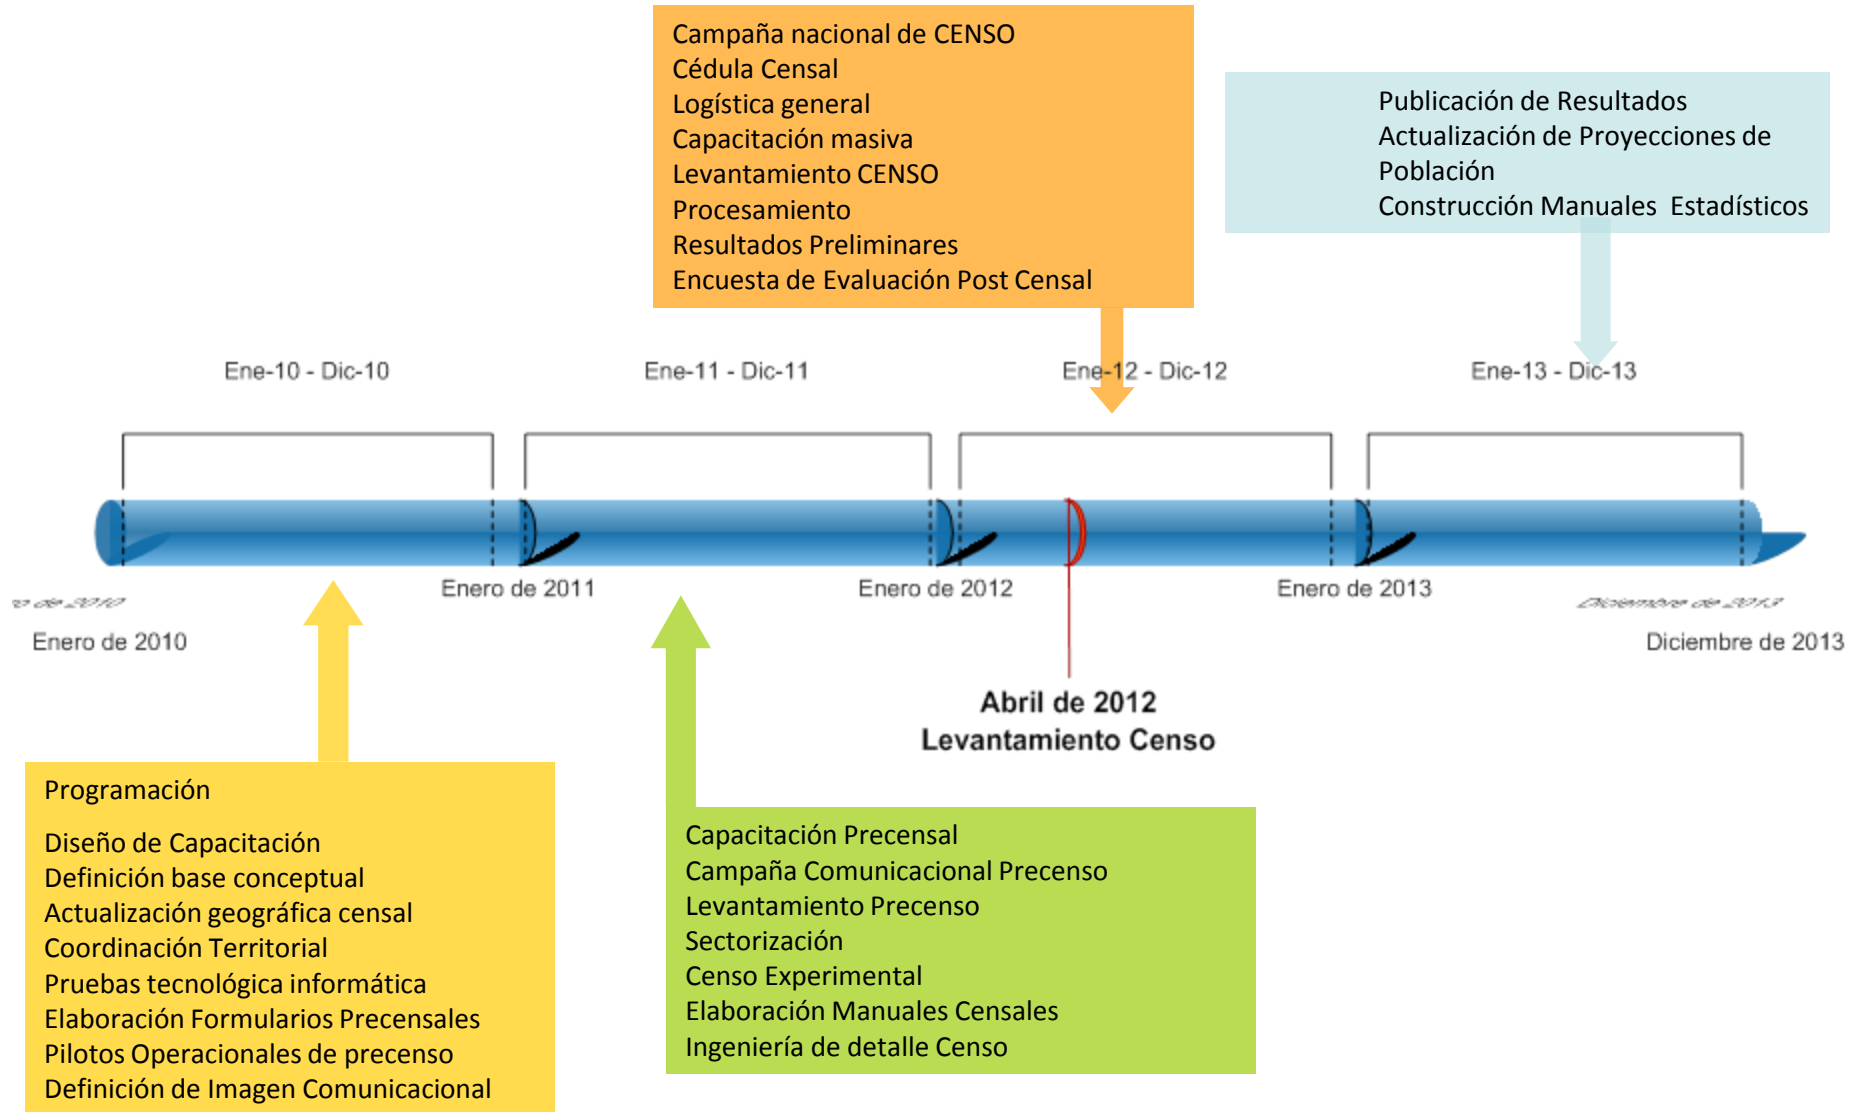 Campaña nacional de CENSO
Cédula Censal
Logística general
Capacitación masiva
Levantamiento CENSO
Procesamiento
Resultados Preliminares
Encuesta de Evaluación Post Censal
Publicación de Resultados
Actualización de Proyecciones de
Población
Construcción Manuales Estadísticos
Ene-10 - Dic-10
Ene-11 - Dic-11
Ene-12 - Dic-12
Ene-13 - Dic-13
Enero de 2011
Enero de 2012
Enero de 2013
o de 2010
Diciembre de 2013
Enero de 2010
Diciembre de 2013
Abril de 2012
Levantamiento Censo
Programación
Diseño de Capacitación
Definición base conceptual
Actualización geográfica censal
Coordinación Territorial
Pruebas tecnológica informática
Elaboración Formularios Precensales
Pilotos Operacionales de precenso
Definición de Imagen Comunicacional
Capacitación Precensal
Campaña Comunicacional Precenso
Levantamiento Precenso
Sectorización
Censo Experimental
Elaboración Manuales Censales
Ingeniería de detalle Censo